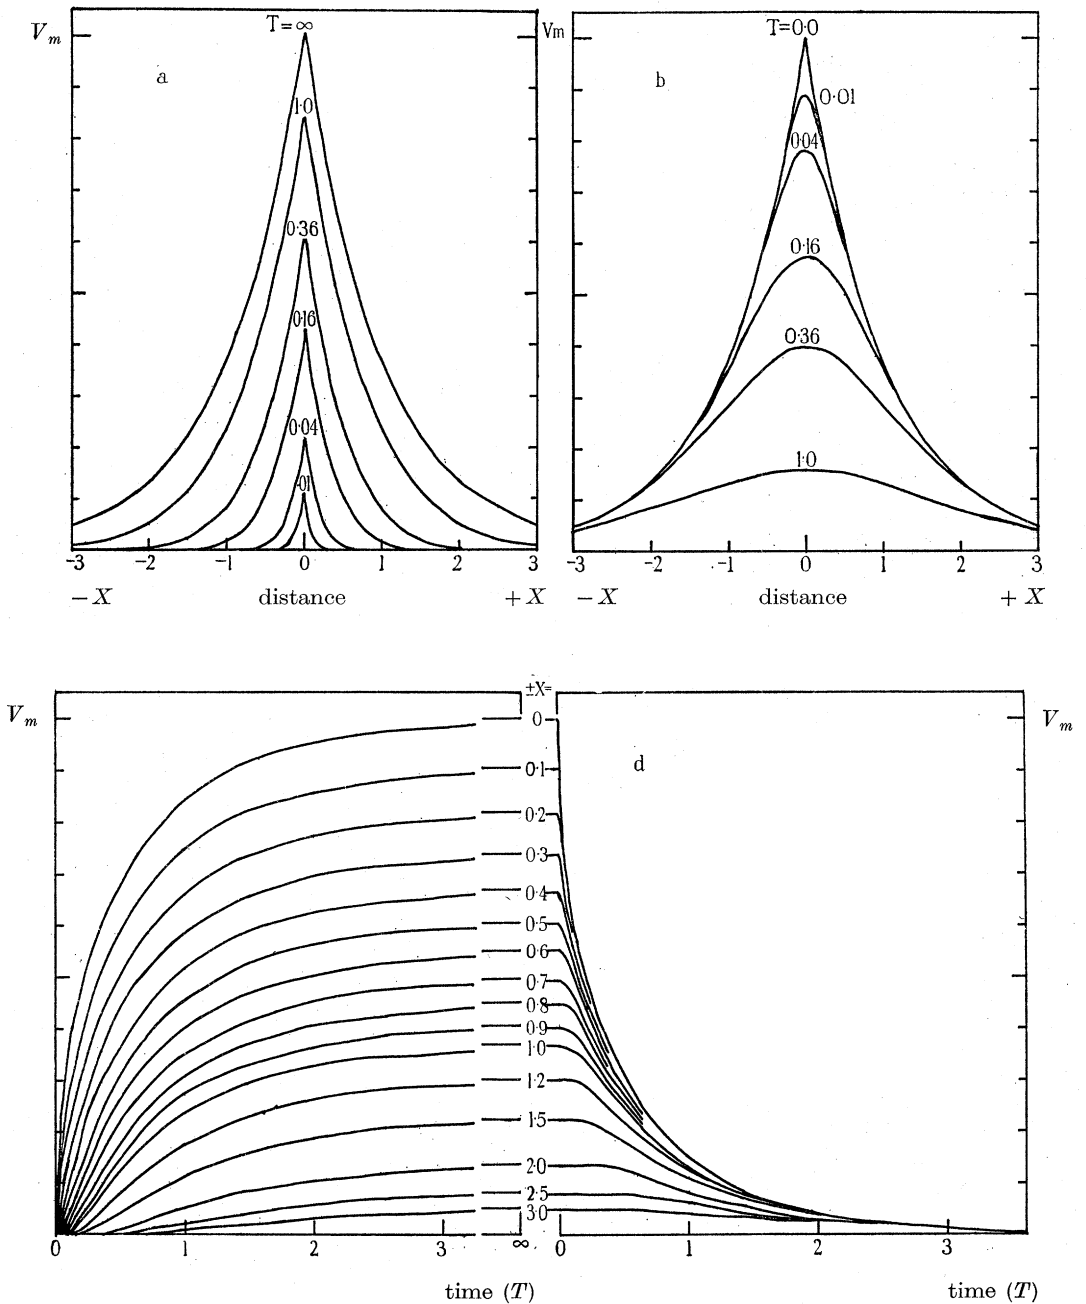 V_m
T=∞
a
1·0
0·36
0·16
0·04
·01
-3 -2 -1 0 1 2 3
−X distance +X
Vm
T=0·0
b
0·01
0·04
0·16
0·36
1·0
-3 -2 -1 0 1 2 3
−X distance +X
V_m
±X=
0
0·1
0·2
0·3
0·4
0·5
0·6
0·7
0·8
0·9
1·0
1·2
1·5
2·0
2·5
3·0
0 1 2 3 ∞
time (T)
d
V_m
0 1 2 3
time (T)